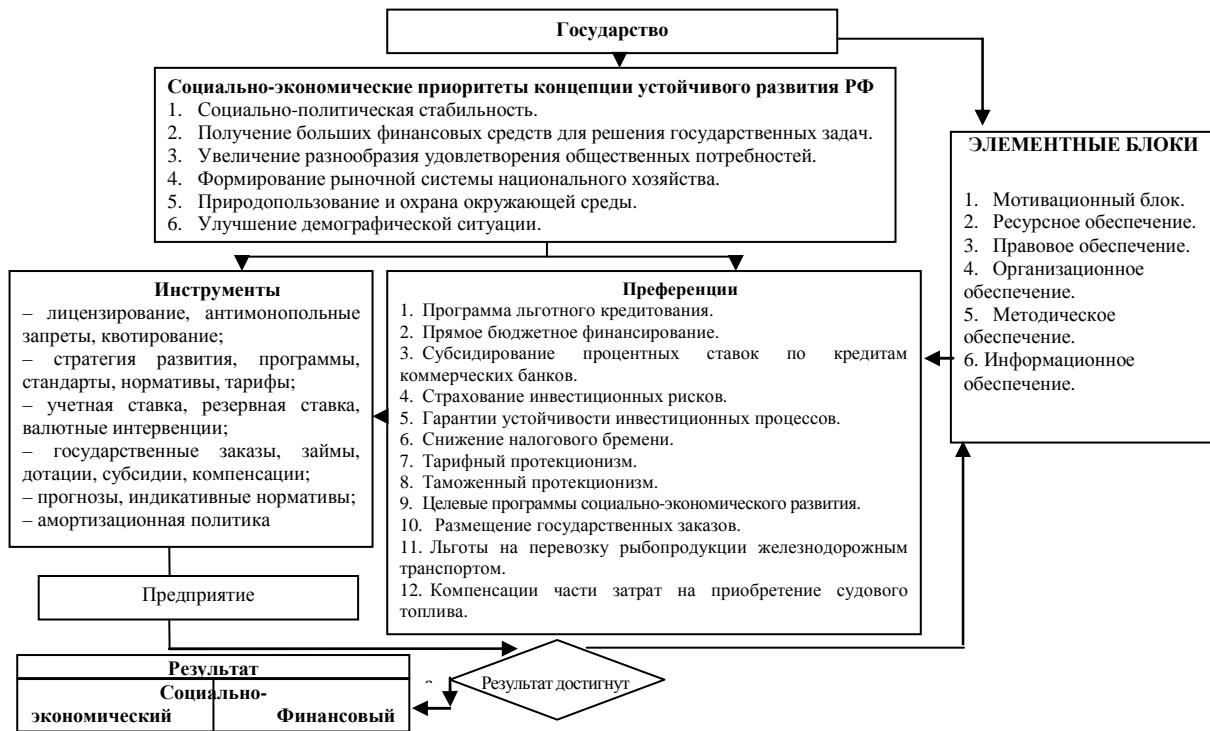 Государство
Социально-экономические приоритеты концепции устойчивого развития РФ
1. Социально-политическая стабильность.
2. Получение больших финансовых средств для решения государственных задач.
3. Увеличение разнообразия удовлетворения общественных потребностей.
4. Формирование рыночной системы национального хозяйства.
5. Природопользование и охрана окружающей среды.
6. Улучшение демографической ситуации.
ЭЛЕМЕНТНЫЕ БЛОКИ
1. Мотивационный блок.
2. Ресурсное обеспечение.
3. Правовое обеспечение.
4. Организационное
обеспечение.
5. Методическое
обеспечение.
6. Информационное
обеспечение.
Инструменты
– лицензирование, антимонопольные
запреты, квотирование;
– стратегия развития, программы,
стандарты, нормативы, тарифы;
– учетная ставка, резервная ставка,
валютные интервенции;
– государственные заказы, займы,
дотации, субсидии, компенсации;
– прогнозы, индикативные нормативы;
– амортизационная политика
Преференции
1. Программа льготного кредитования.
2. Прямое бюджетное финансирование.
3. Субсидирование процентных ставок по кредитам
коммерческих банков.
4. Страхование инвестиционных рисков.
5. Гарантии устойчивости инвестиционных процессов.
6. Снижение налогового бремени.
7. Тарифный протекционизм.
8. Таможенный протекционизм.
9. Целевые программы социально-экономического развития.
10. Размещение государственных заказов.
11. Льготы на перевозку рыбопродукции железнодорожным
транспортом.
12. Компенсации части затрат на приобретение судового
топлива.
Предприятие
Результат достигнут
Результат
Социально-
экономический
Финансовый